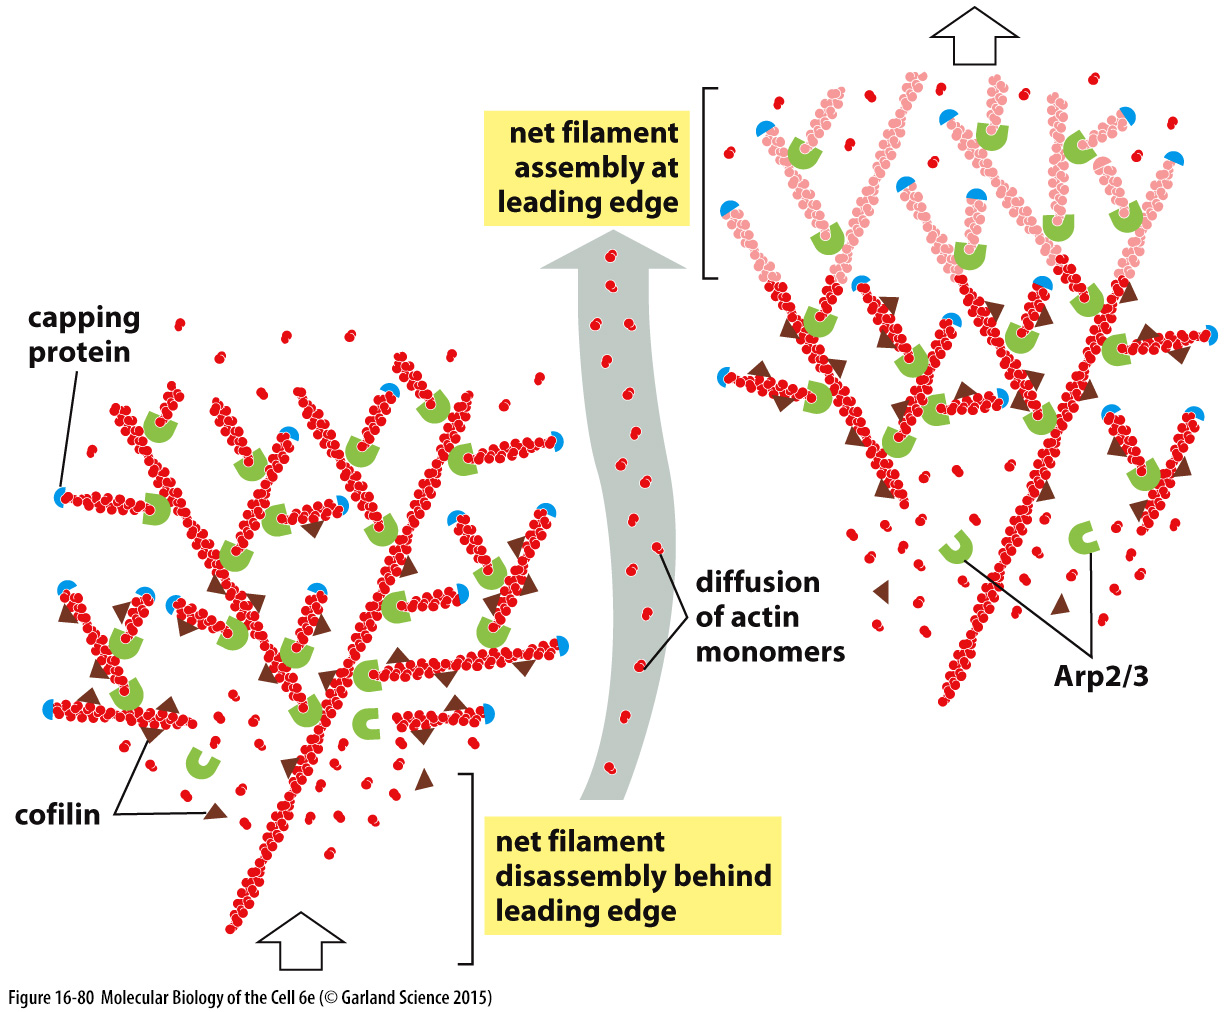 net filament
assembly at
leading edge
capping
protein
diffusion
of actin
monomers
Arp2/3
cofilin
net filament
disassembly behind
leading edge
Figure 16-80 Molecular Biology of the Cell 6e (© Garland Science 2015)